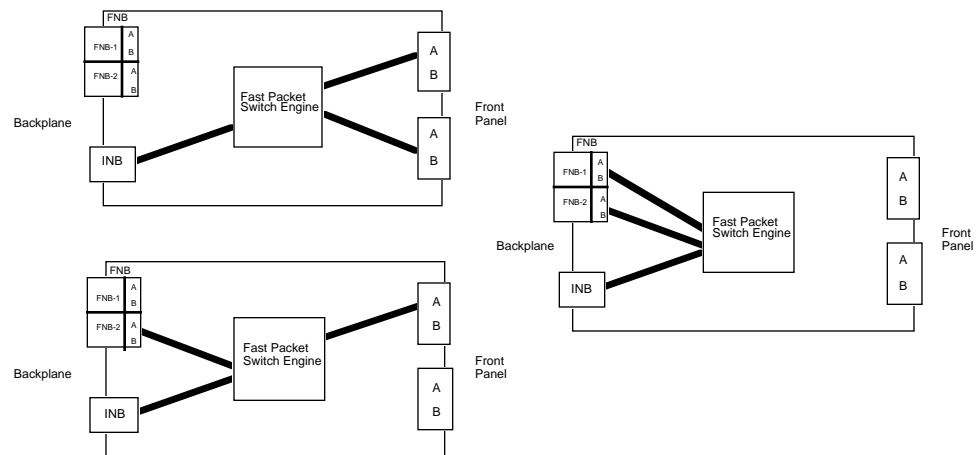 FNB
FNB-1
A
B
FNB-2
A
B
Backplane
INB
Fast Packet
Switch Engine
A
B
A
B
Front
Panel
FNB
FNB-1
A
B
FNB-2
A
B
Backplane
INB
Fast Packet
Switch Engine
A
B
A
B
Front
Panel
FNB
FNB-1
A
B
FNB-2
A
B
Backplane
INB
Fast Packet
Switch Engine
A
B
A
B
Front
Panel